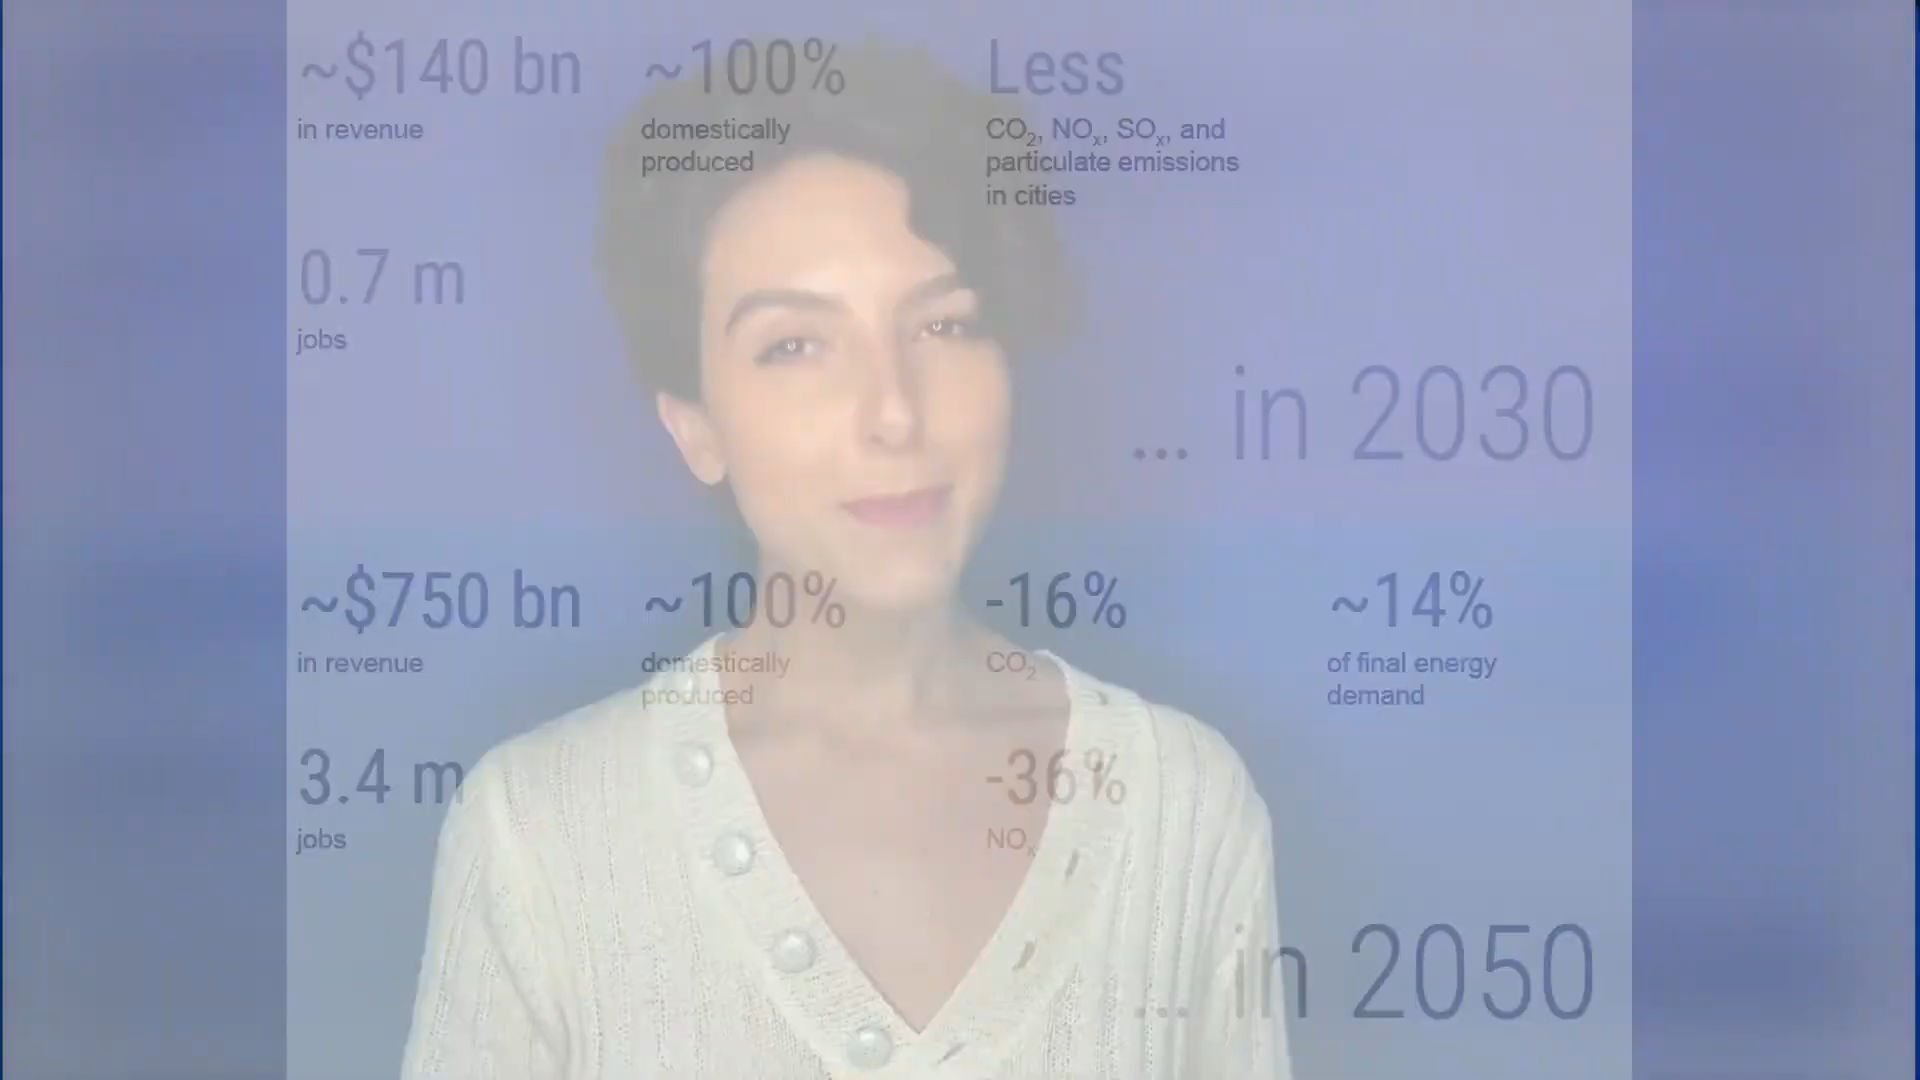 ~$140 bn
in revenue
~100%
domestically
produced
Less
CO₂, NOₓ, SOₓ, and
particulate emissions
in cities
0.7 m
jobs
... in 2030
~$750 bn
in revenue
~100%
domestically
produced
-16%
CO₂
~14%
of final energy
demand
3.4 m
jobs
-36%
NOₓ
... in 2050